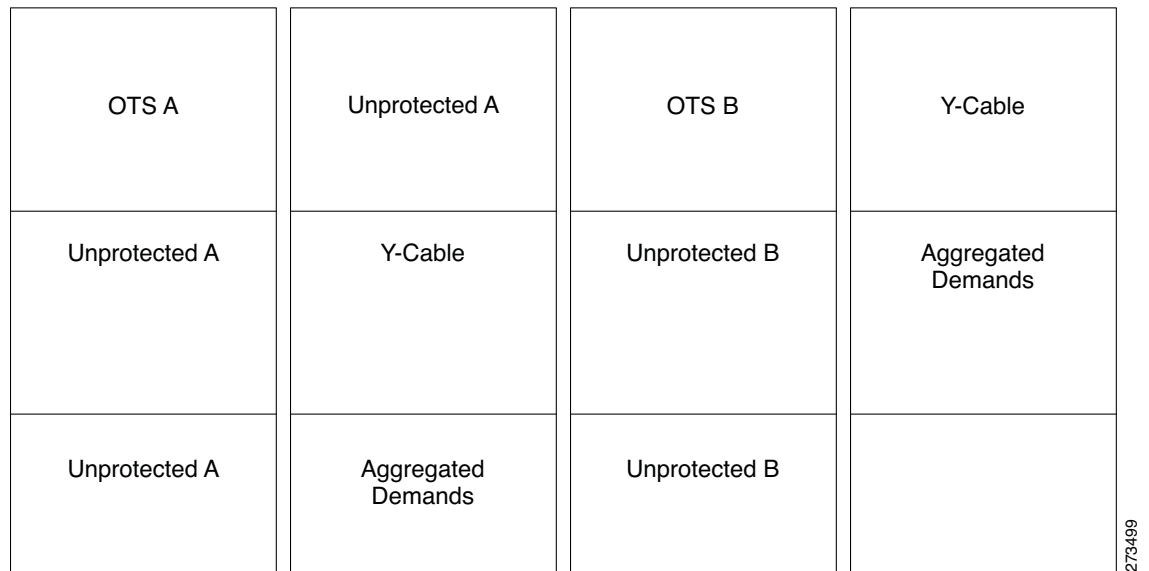 OTS A
Unprotected A
OTS B
Y-Cable
Unprotected A
Y-Cable
Unprotected B
Aggregated
Demands
Unprotected A
Aggregated
Demands
Unprotected B
273499